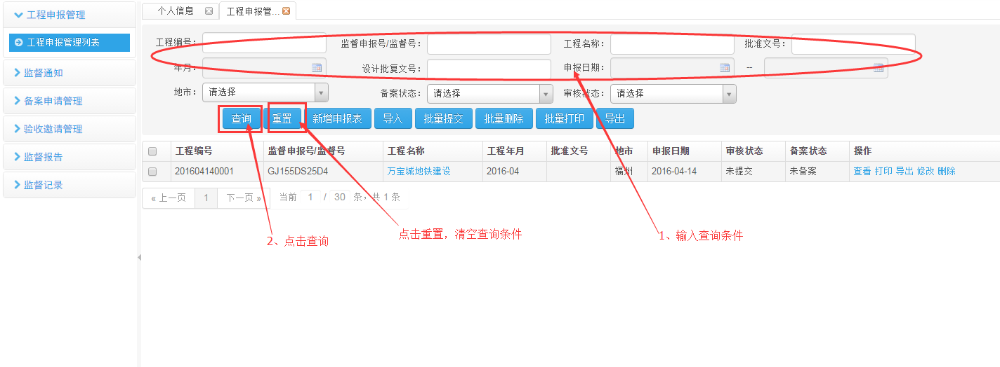 工程申报管理
工程申报管理列表
监督通知
备案申请管理
验收邀请管理
监督报告
监督记录
个人信息 工程申报管...
工程编号: 监督申报号/监督号: 工程名称: 批准文号:
年月: 设计批复文号: 申报日期: --
地市: 请选择 备案状态: 请选择 审核状态: 请选择
查询 重置 新增申报表 导入 批量提交 批量删除 批量打印 导出
工程编号 监督申报号/监督号 工程名称 工程年月 批准文号 地市 申报日期 审核状态 备案状态 操作
201604140001 GJ155DS25D4 万宝城地铁建设 2016-04 福州 2016-04-14 未提交 未备案 查看 打印 导出 修改 删除
« 上一页 1 下一页 » 当前 1 / 30 条，共 1 条
2、点击查询
点击重置，清空查询条件
1、输入查询条件